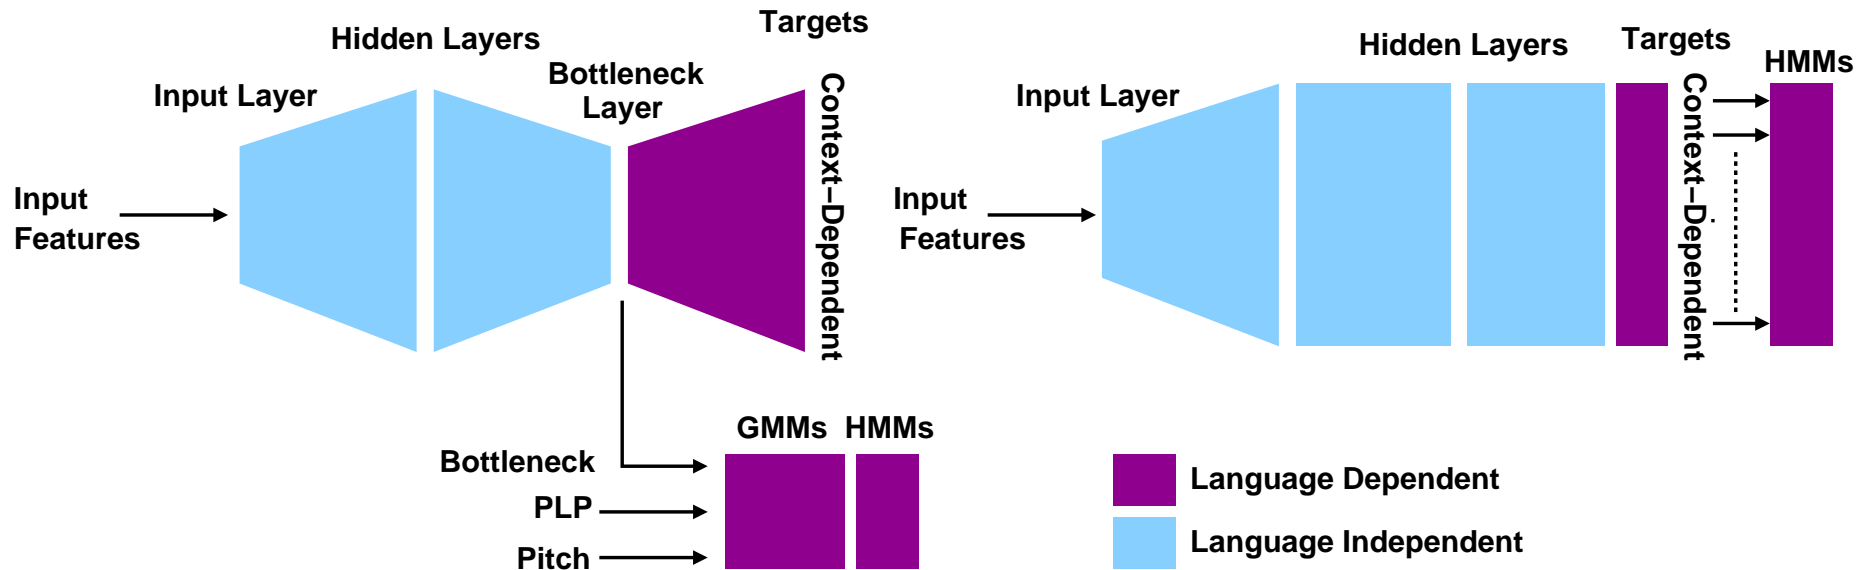 Targets
Hidden Layers
Bottleneck
Layer
Input Layer
Input
Features
Context–Dependent
GMMs
HMMs
Bottleneck
PLP
Pitch
Hidden Layers
Targets
HMMs
Input Layer
Input
Features
Context–Dependent
Language Dependent
Language Independent